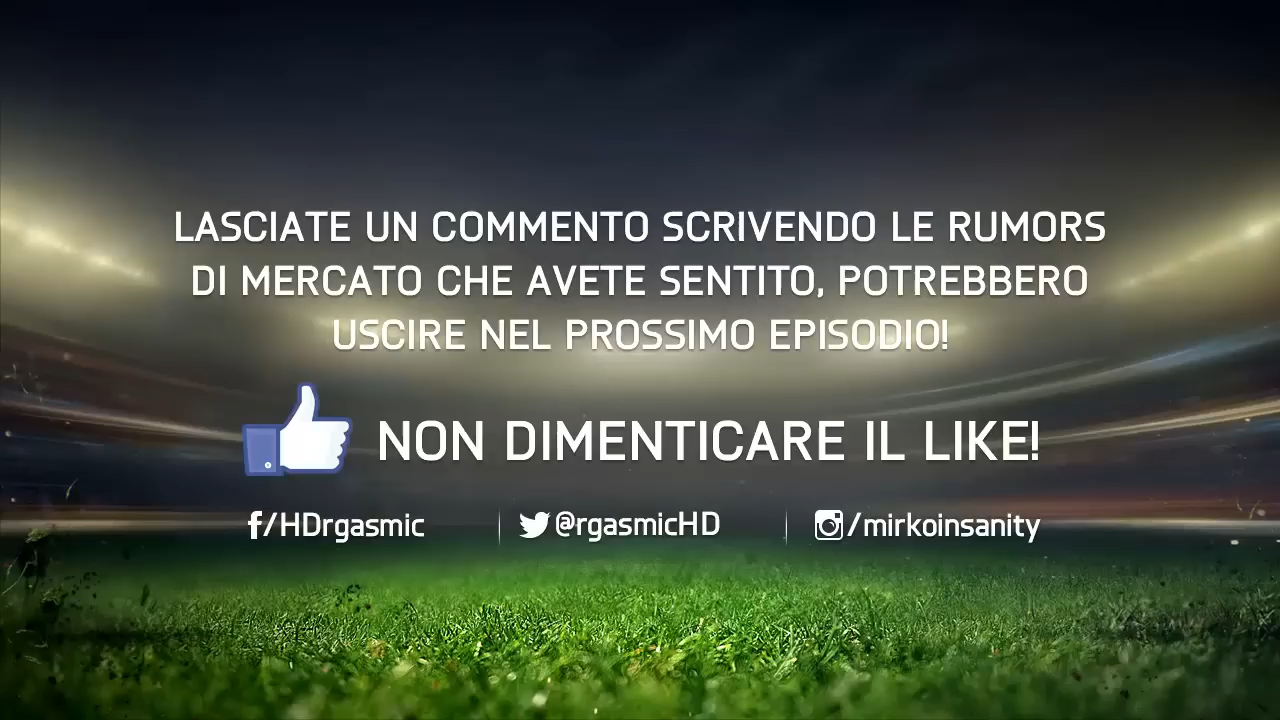 LASCIATE UN COMMENTO SCRIVENDO LE RUMORS
DI MERCATO CHE AVETE SENTITO, POTREBBERO
USCIRE NEL PROSSIMO EPISODIO!
NON DIMENTICARE IL LIKE!
f/HDrgasmic @rgasmicHD /mirkoinsanity